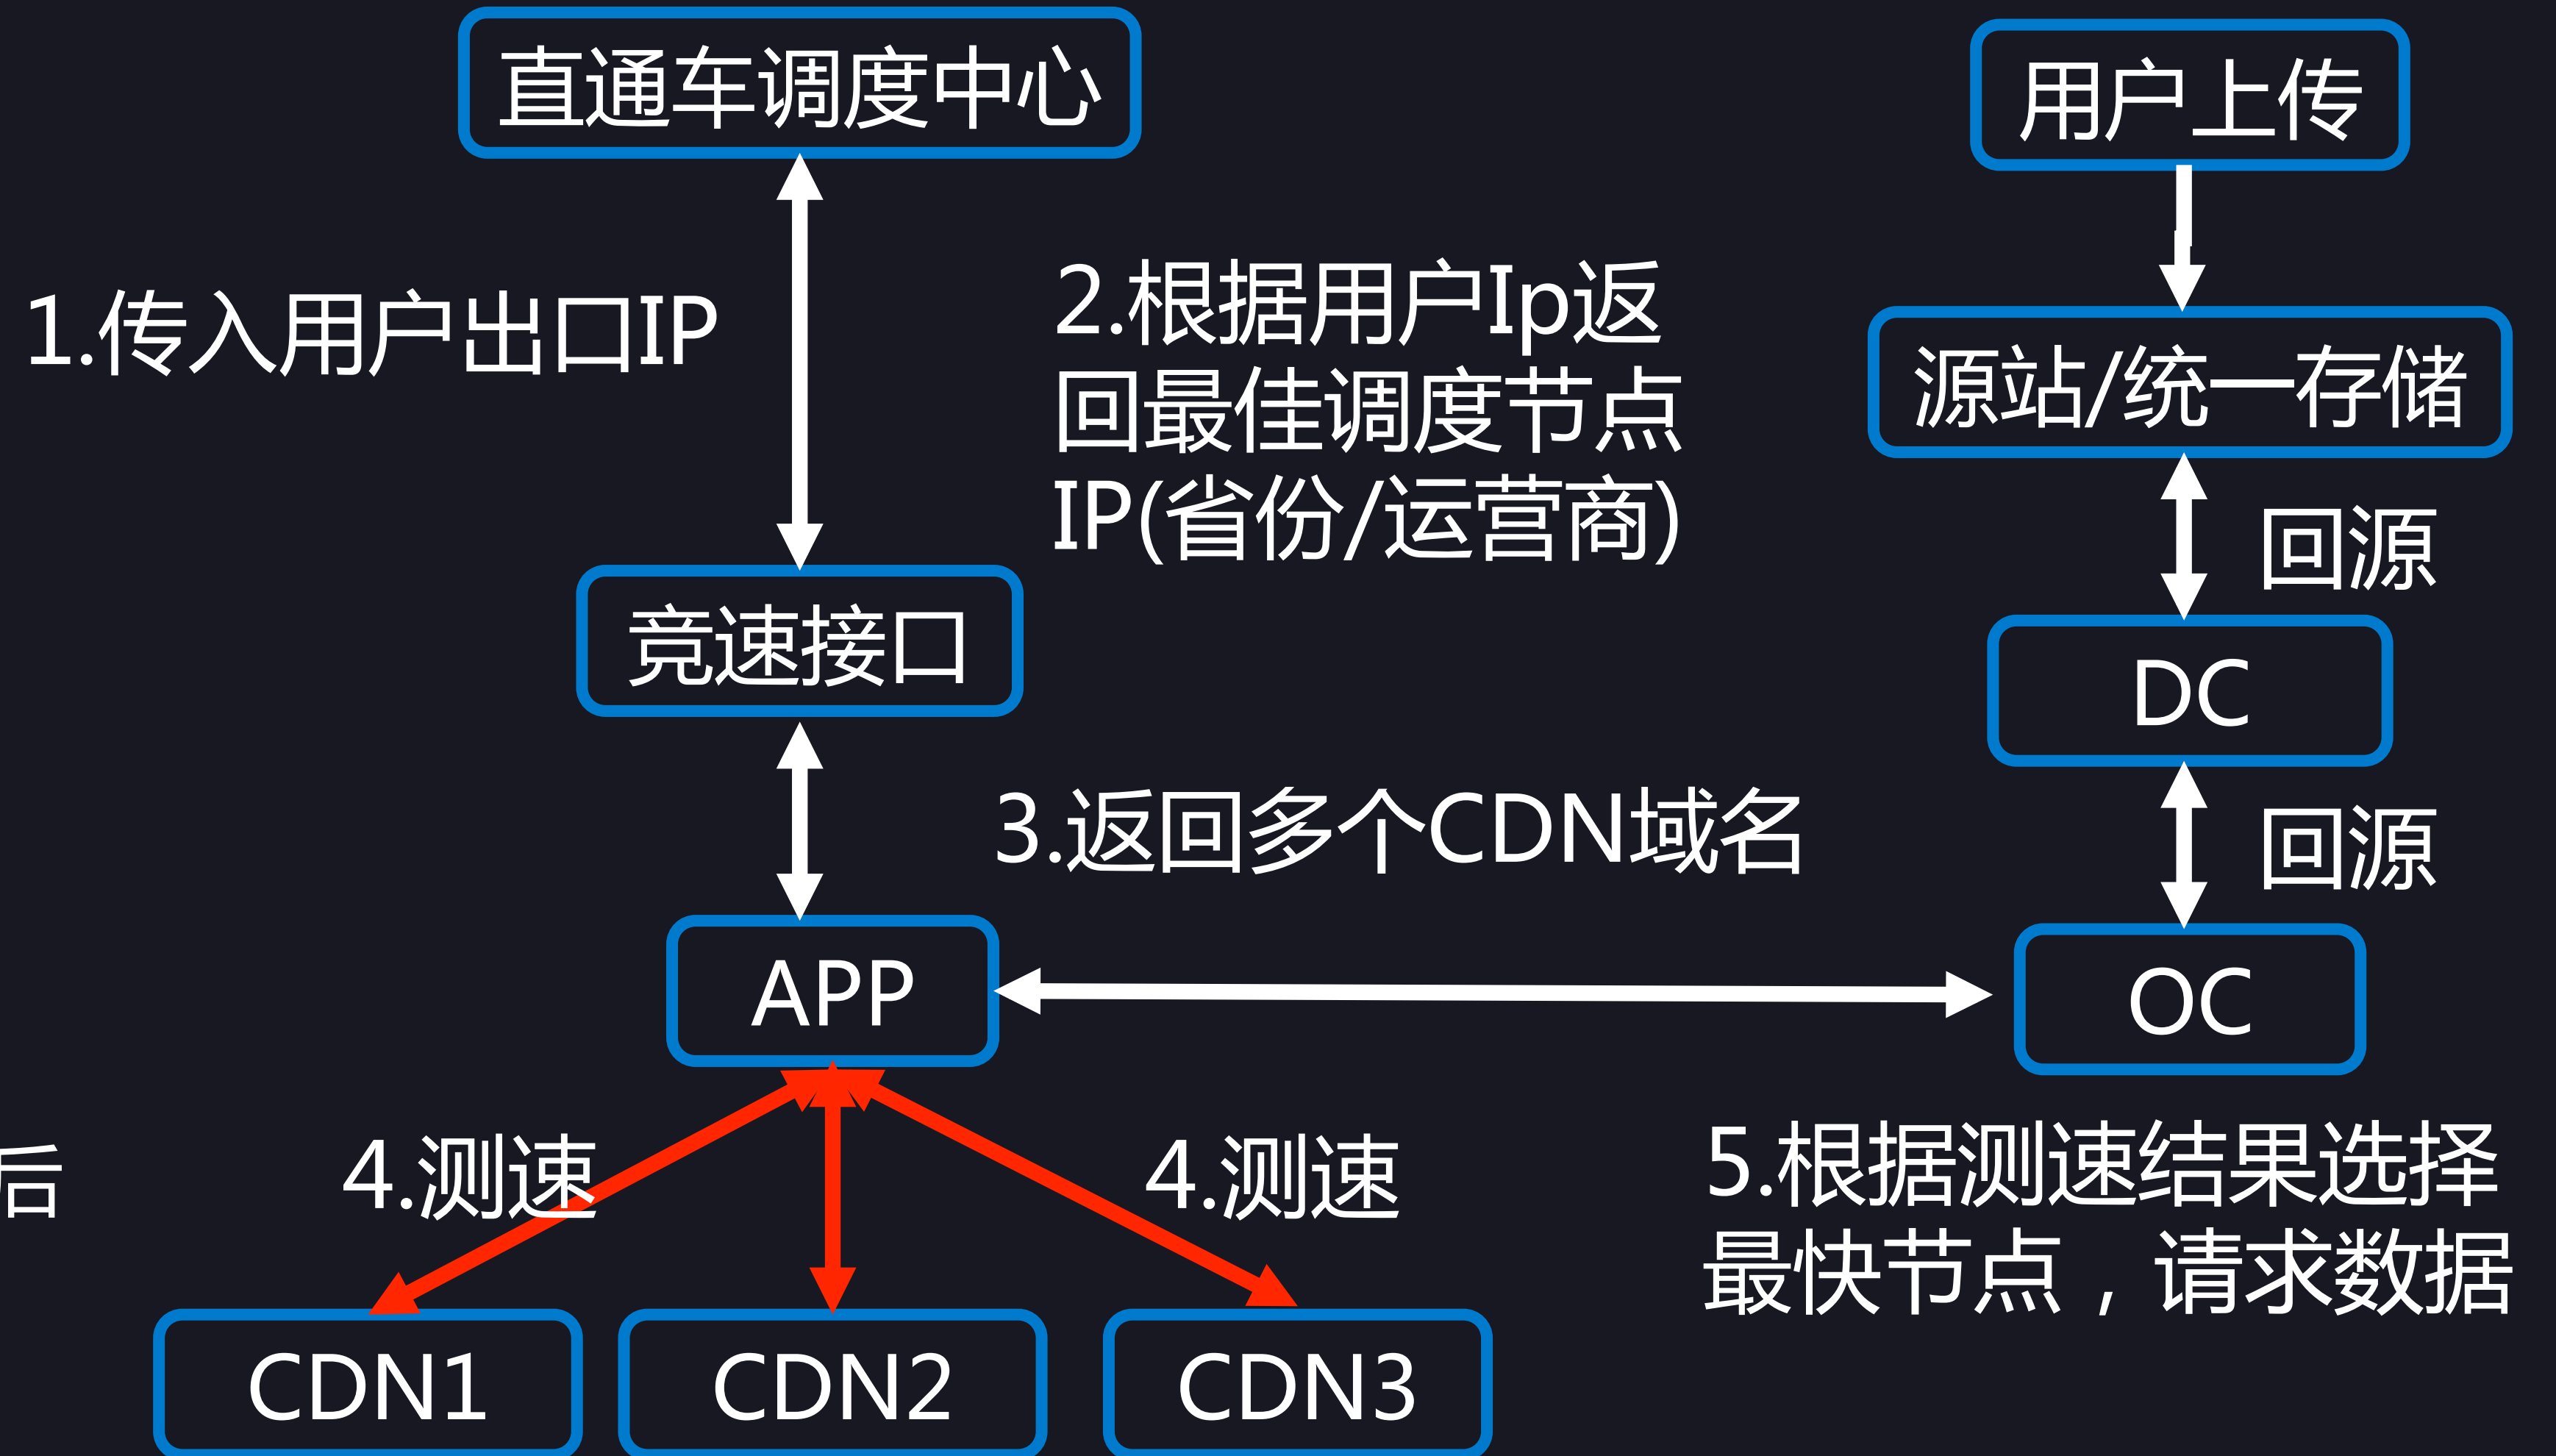 直通车调度中心
用户上传
1.传入用户出口IP
2.根据用户Ip返
回最佳调度节点
IP(省份/运营商)
源站/统一存储
回源
竞速接口
DC
3.返回多个CDN域名
回源
APP
OC
后
4.测速
4.测速
5.根据测速结果选择
最快节点，请求数据
CDN1
CDN2
CDN3